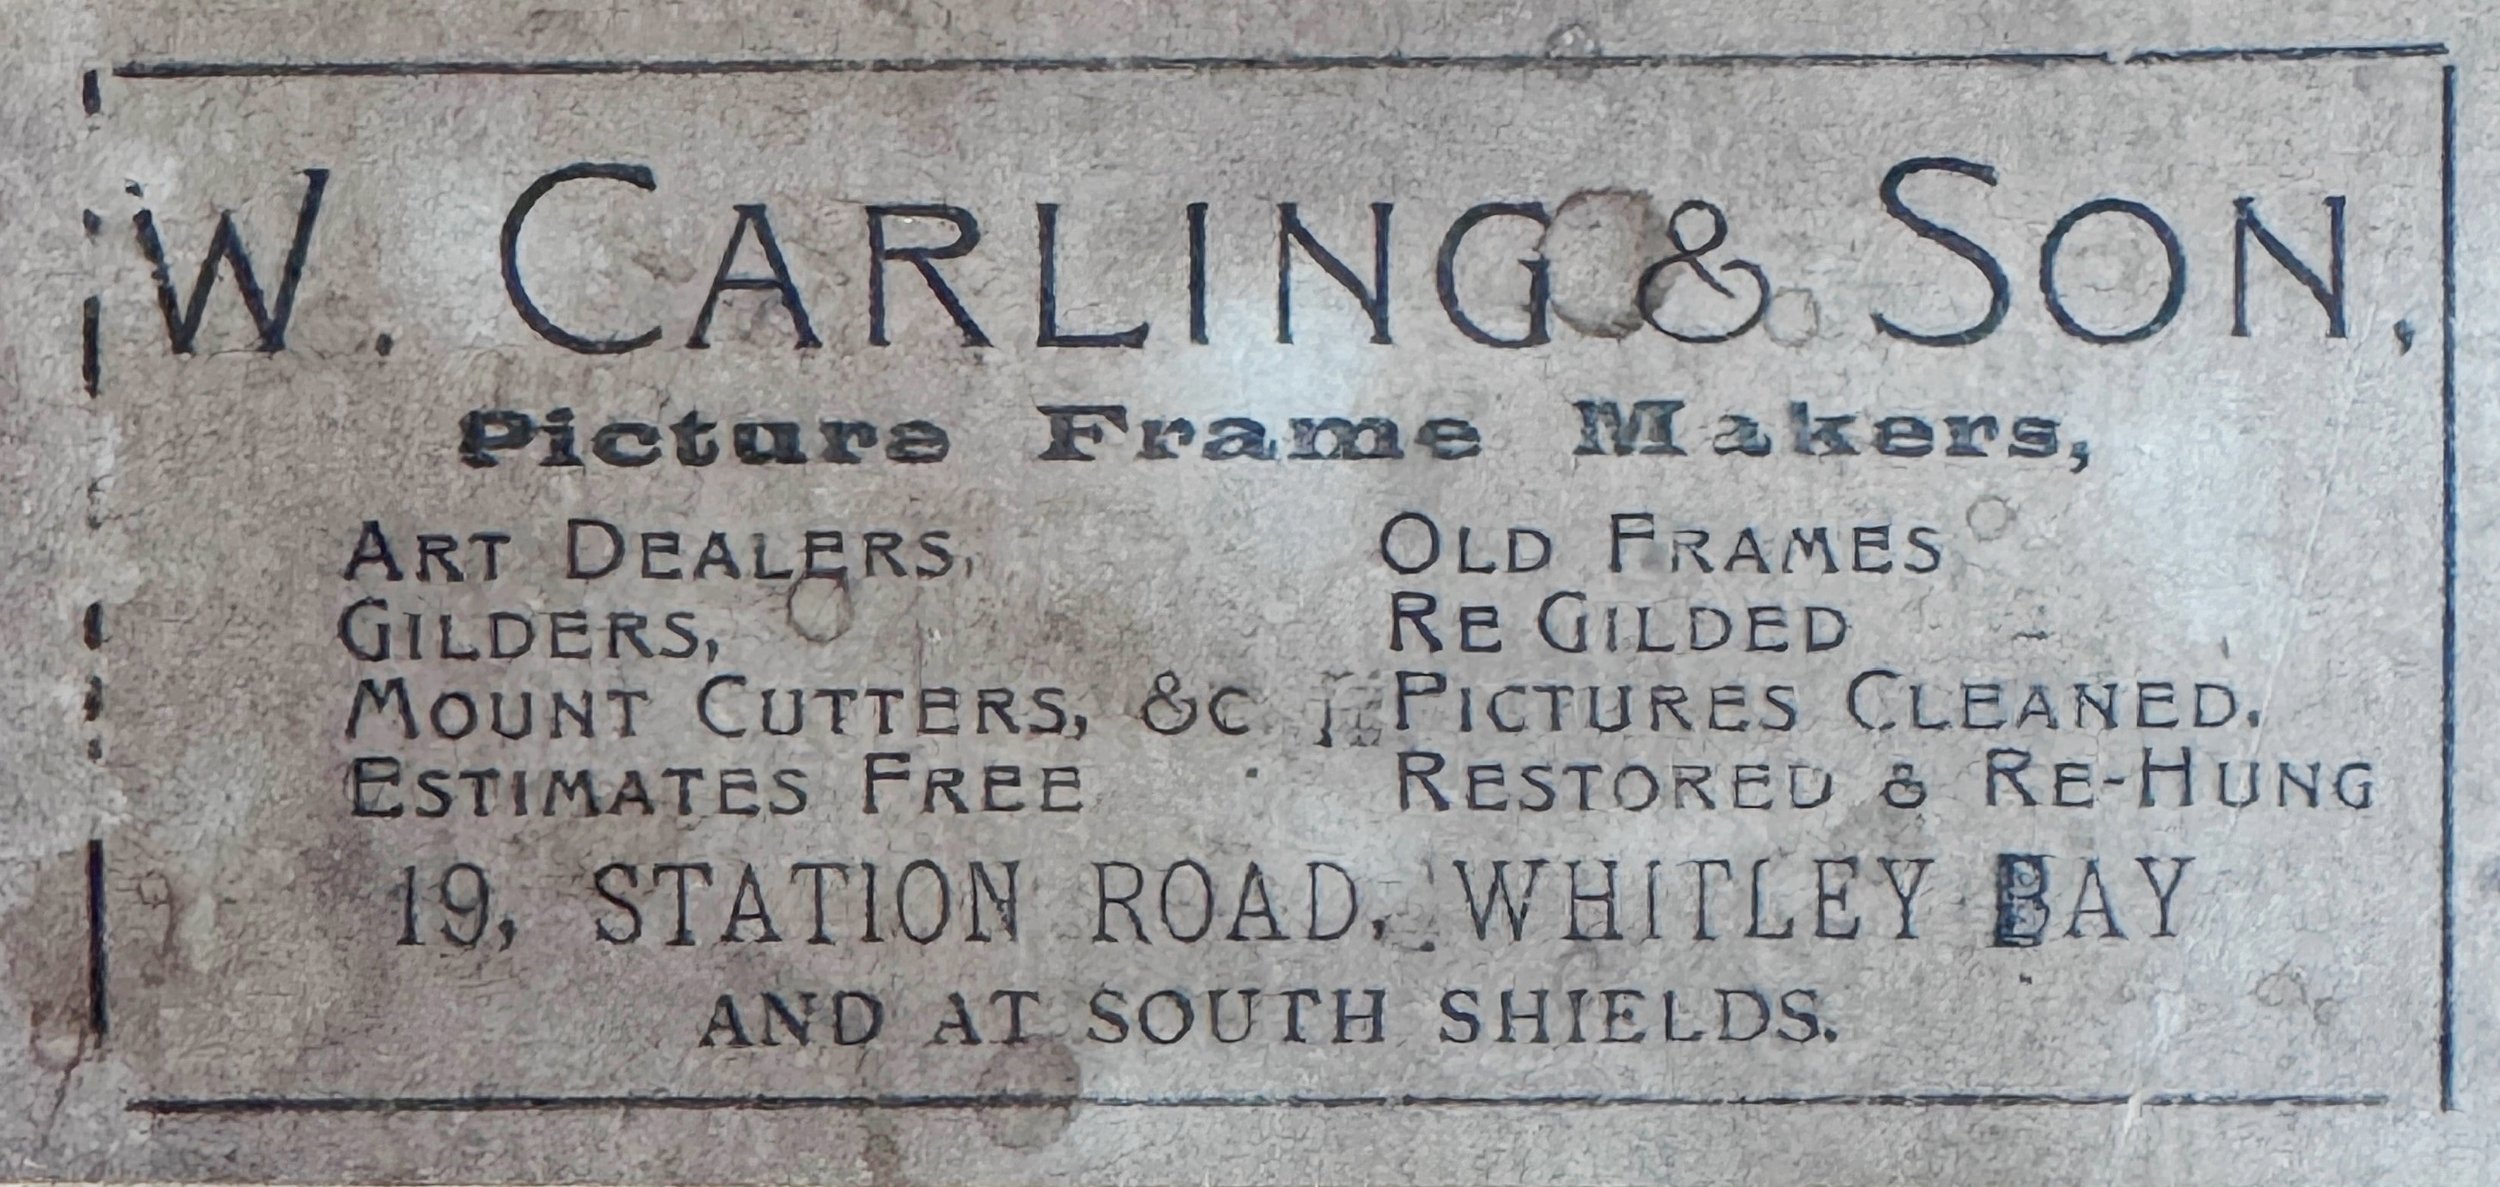 W. CARLING & SON,
Picture Frame Makers,
ART DEALERS,
GILDERS,
MOUNT CUTTERS, &C
ESTIMATES FREE
OLD FRAMES
RE GILDED
PICTURES CLEANED.
RESTORED & RE-HUNG
19, STATION ROAD, WHITLEY BAY
AND AT SOUTH SHIELDS.